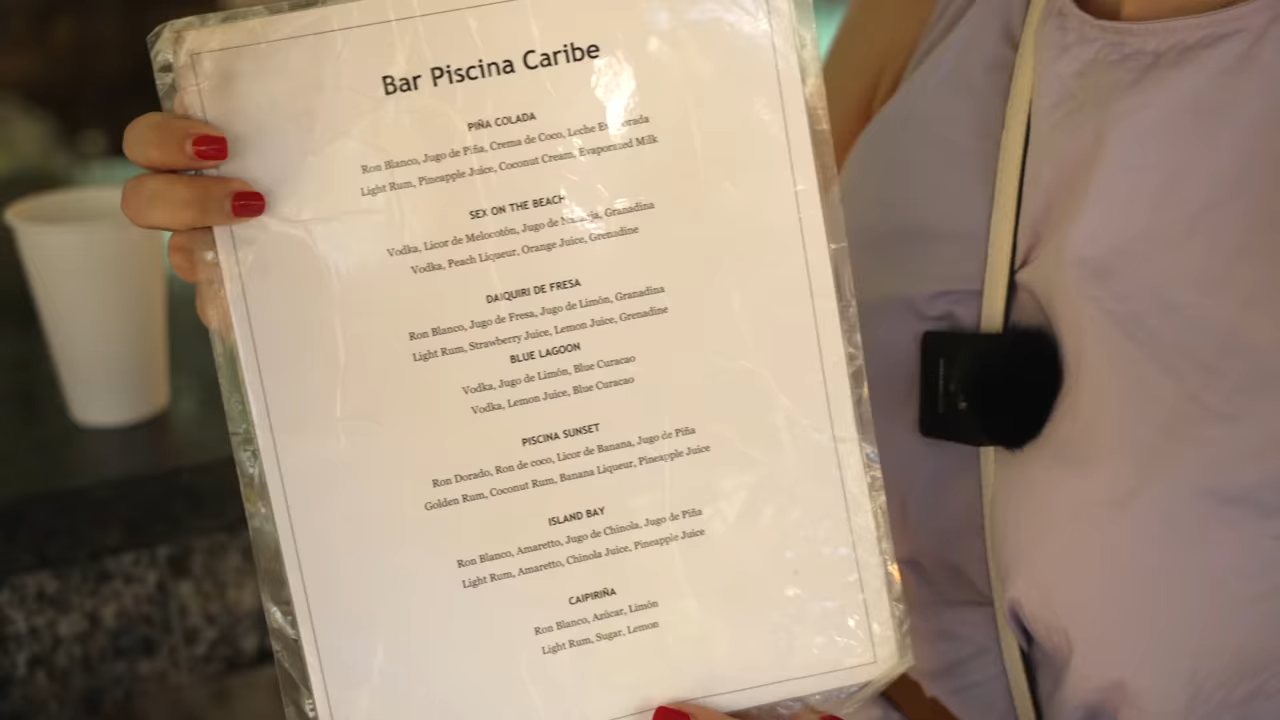 Bar Piscina Caribe
PIÑA COLADA
Ron Blanco, Jugo de Piña, Crema de Coco, Leche Evaporada
Light Rum, Pineapple Juice, Coconut Cream, Evaporated Milk
SEX ON THE BEACH
Vodka, Licor de Melocotón, Jugo de Naranja, Granadina
Vodka, Peach Liqueur, Orange Juice, Grenadine
DAIQUIRI DE FRESA
Ron Blanco, Jugo de Fresa, Jugo de Limón, Granadina
Light Rum, Strawberry Juice, Lemon Juice, Grenadine
BLUE LAGOON
Vodka, Jugo de Limón, Blue Curacao
Vodka, Lemon Juice, Blue Curacao
PISCINA SUNSET
Ron Dorado, Ron de coco, Licor de Banana, Jugo de Piña
Golden Rum, Coconut Rum, Banana Liqueur, Pineapple Juice
ISLAND BAY
Ron Blanco, Amaretto, Jugo de Chinola, Jugo de Piña
Light Rum, Amaretto, Chinola Juice, Pineapple Juice
CAIPIRIÑA
Ron Blanco, Azúcar, Limón
Light Rum, Sugar, Lemon